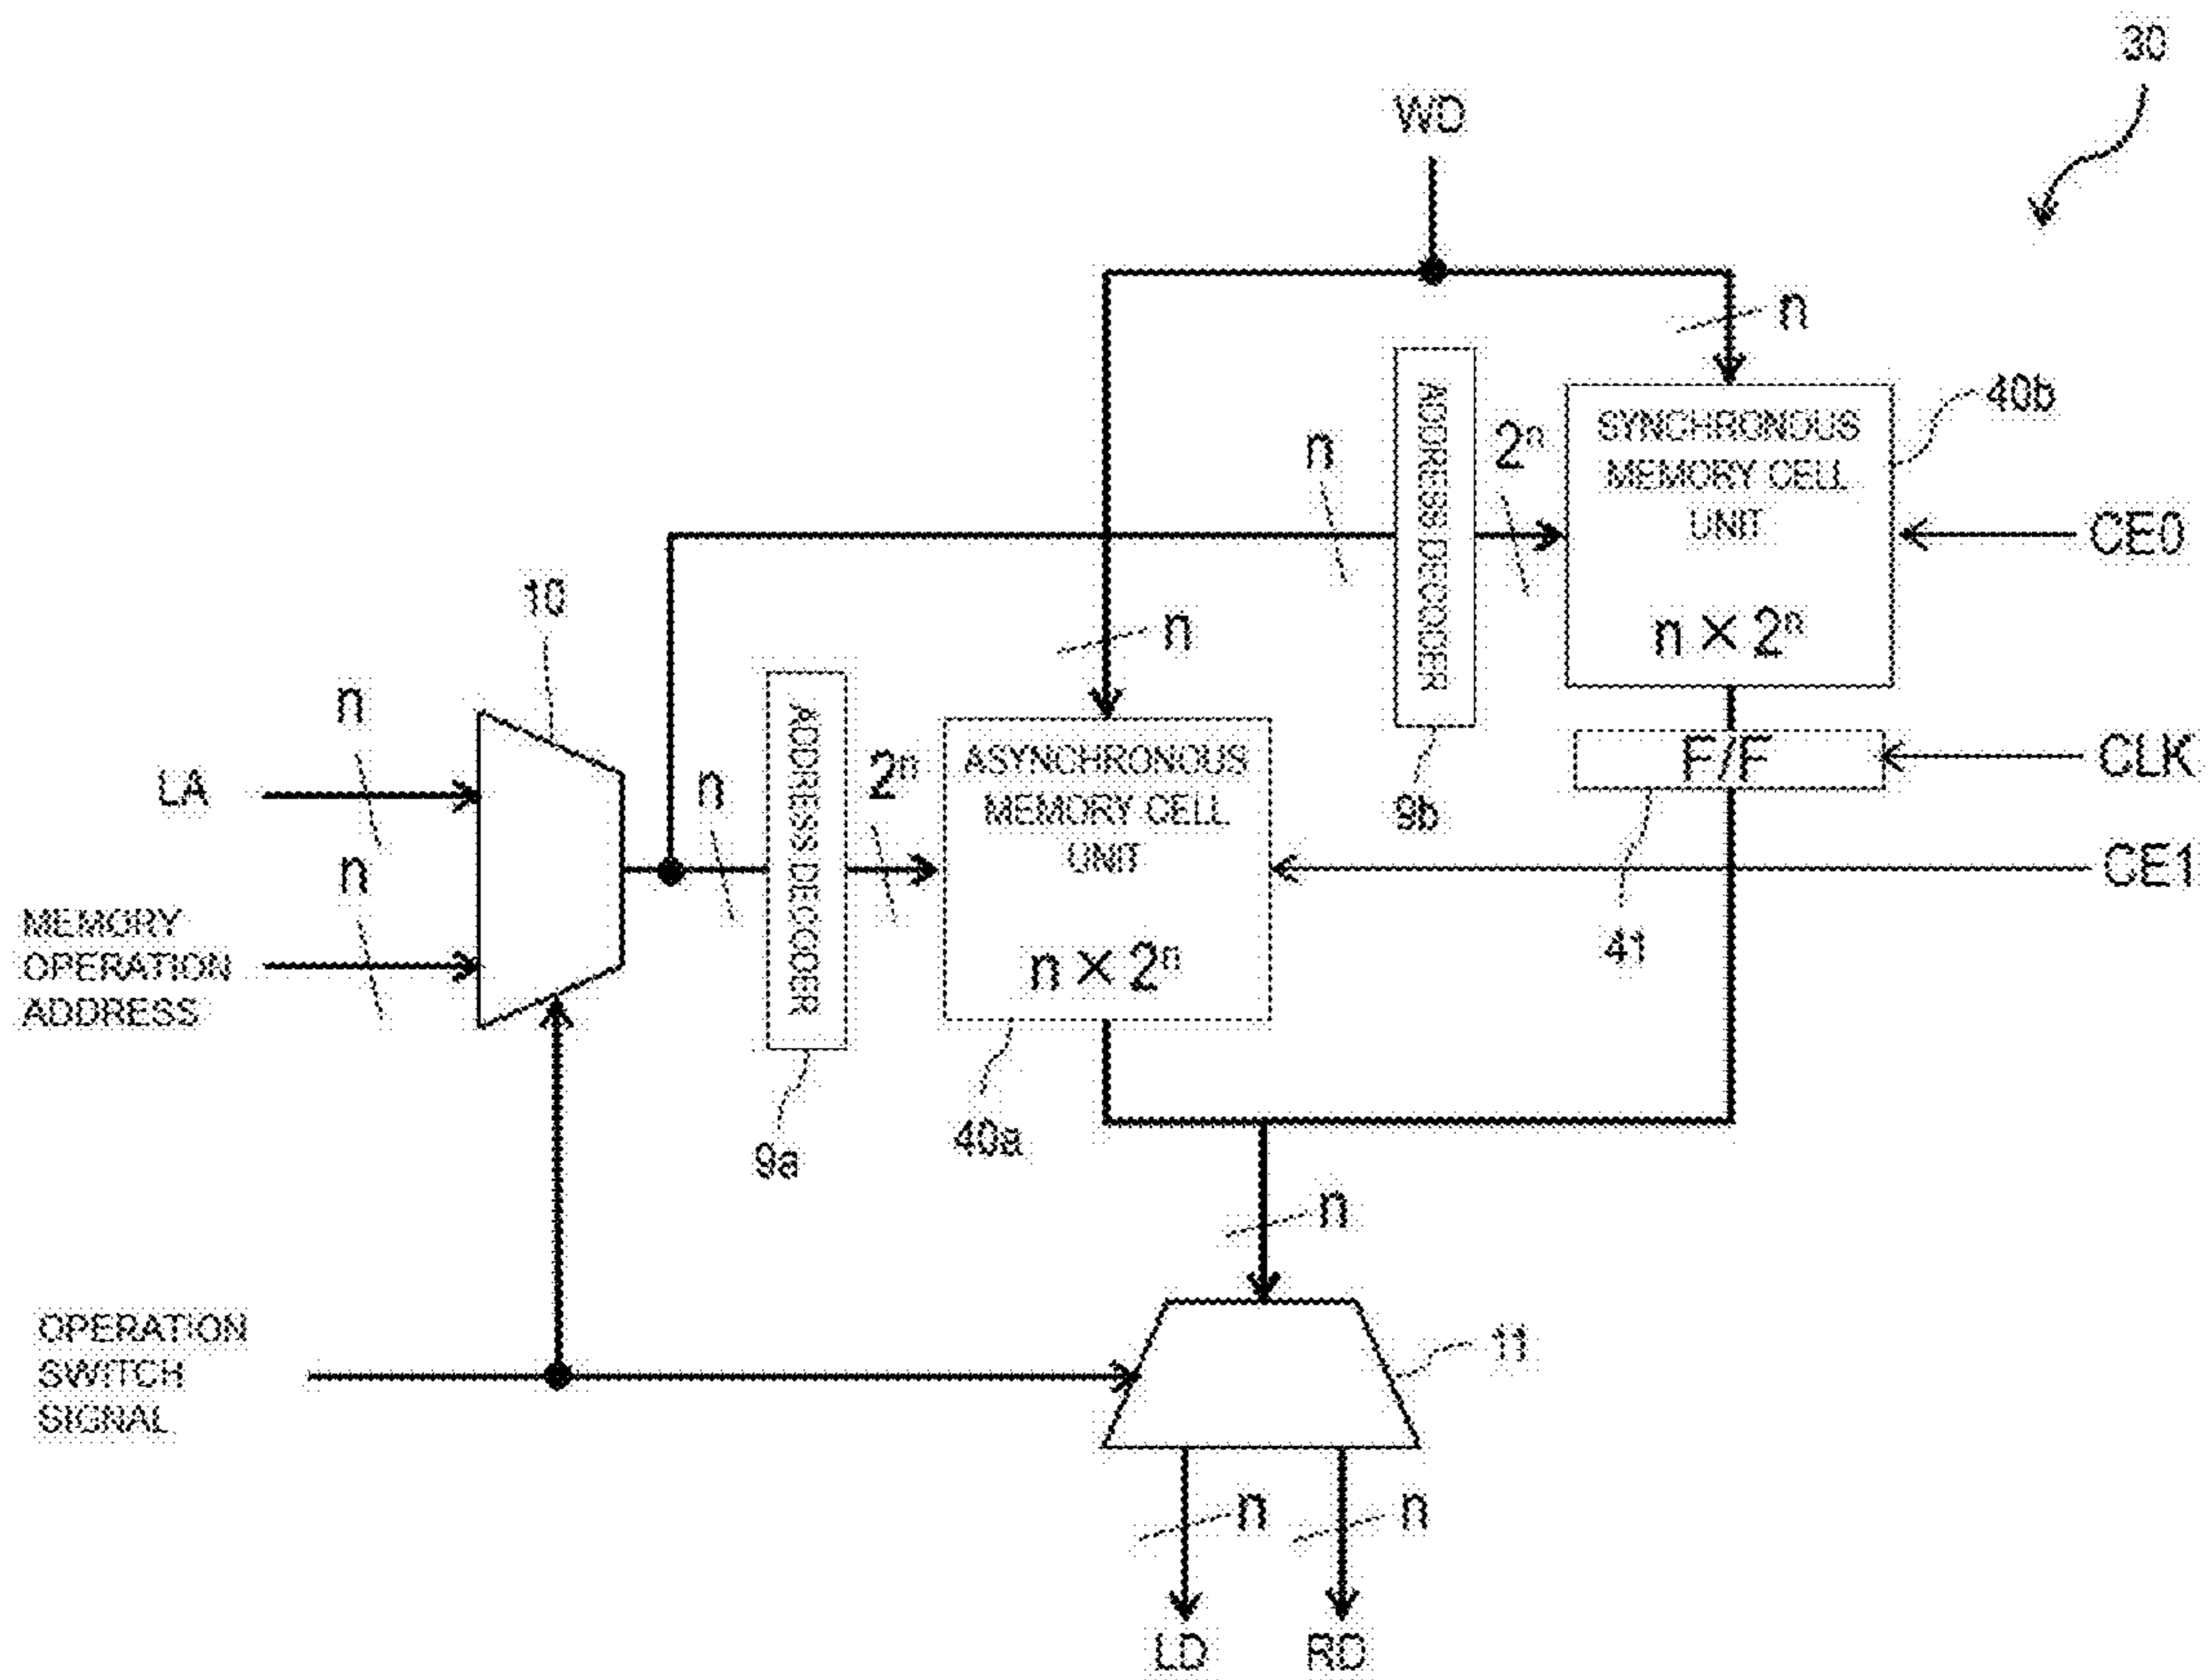 30
WD
n
40b
SYNCHRONOUS
MEMORY CELL
UNIT
n × 2ⁿ
ADDRESS DECODER
n
2ⁿ
CE0
10
n
n
LA
n
ADDRESS DECODER
n
2ⁿ
ASYNCHRONOUS
MEMORY CELL
UNIT
n × 2ⁿ
9b
F/F
CLK
CE1
41
MEMORY
OPERATION
ADDRESS
n
9a
40a
n
OPERATION
SWITCH
SIGNAL
11
n
n
LD
RD